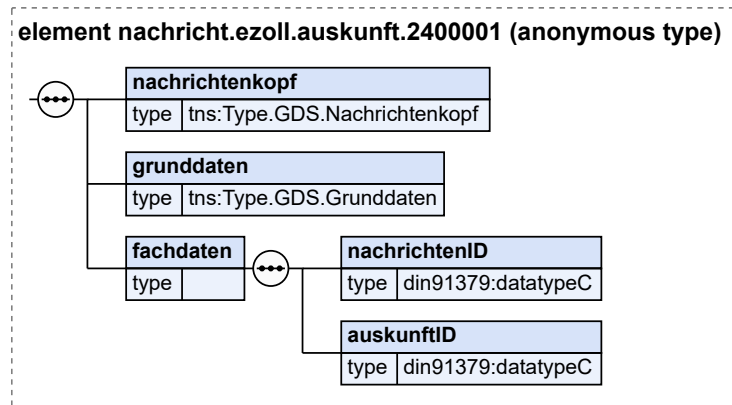 element nachricht.ezoll.auskunft.2400001 (anonymous type)
nachrichtenkopf
type tns:Type.GDS.Nachrichtenkopf
grunddaten
type tns:Type.GDS.Grunddaten
fachdaten
type
nachrichtenID
type din91379:datatypeC
auskunftID
type din91379:datatypeC